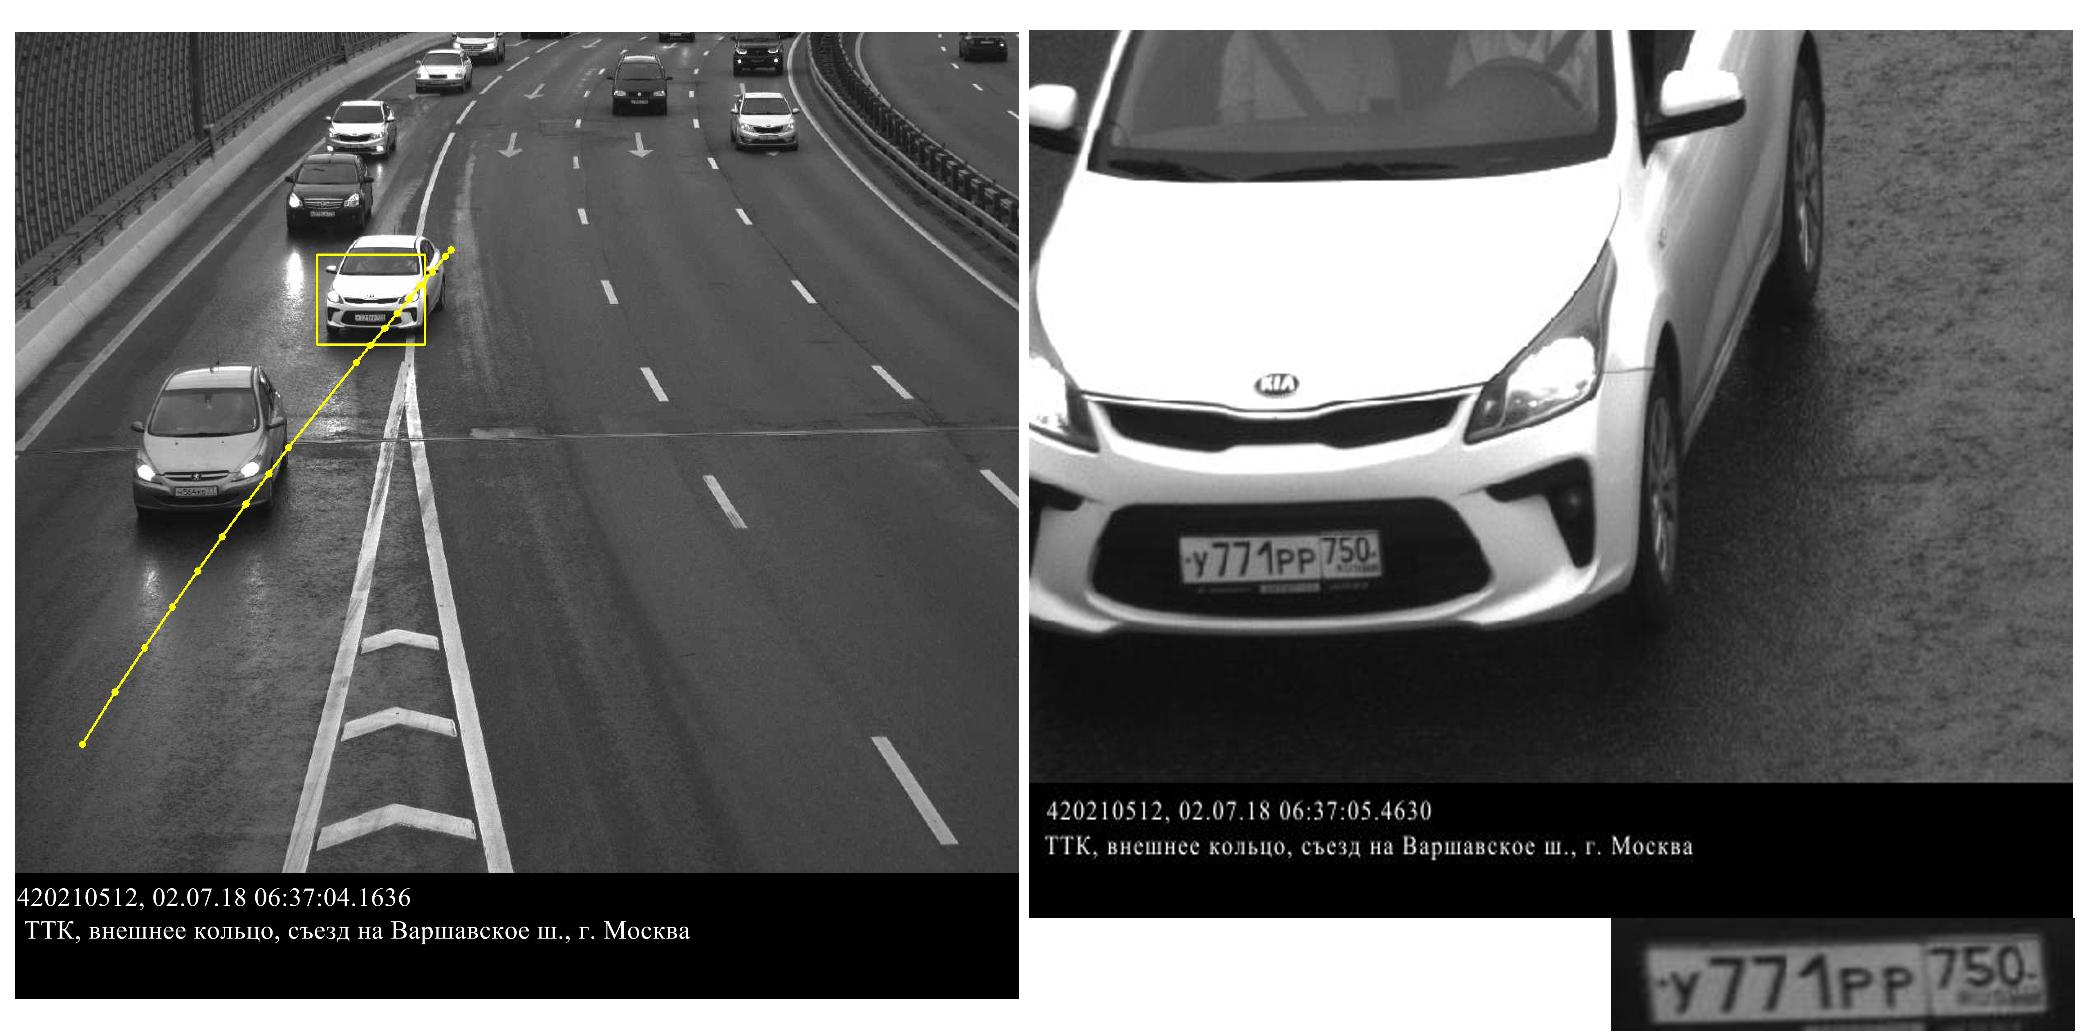 420210512, 02.07.18 06:37:04.1636
ТТК, внешнее кольцо, съезд на Варшавское ш., г. Москва
KIA
У771РР 750
420210512, 02.07.18 06:37:05.4630
ТТК, внешнее кольцо, съезд на Варшавское ш., г. Москва
У771РР 750